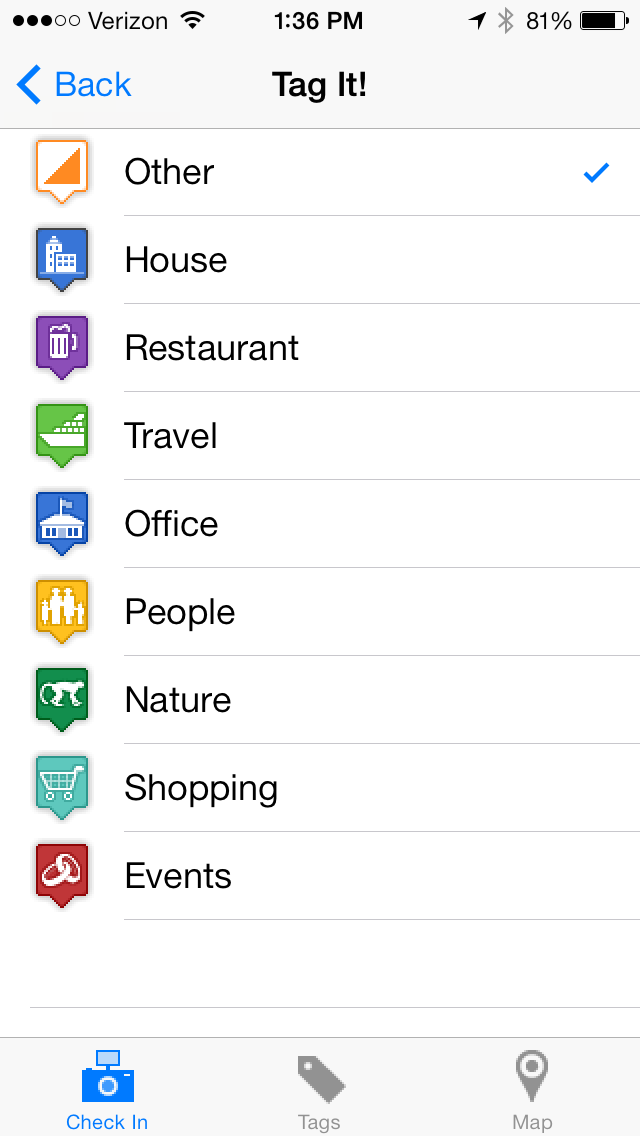 Verizon 1:36 PM 81%
Back Tag It!
Other
House
Restaurant
Travel
Office
People
Nature
Shopping
Events
Check In Tags Map